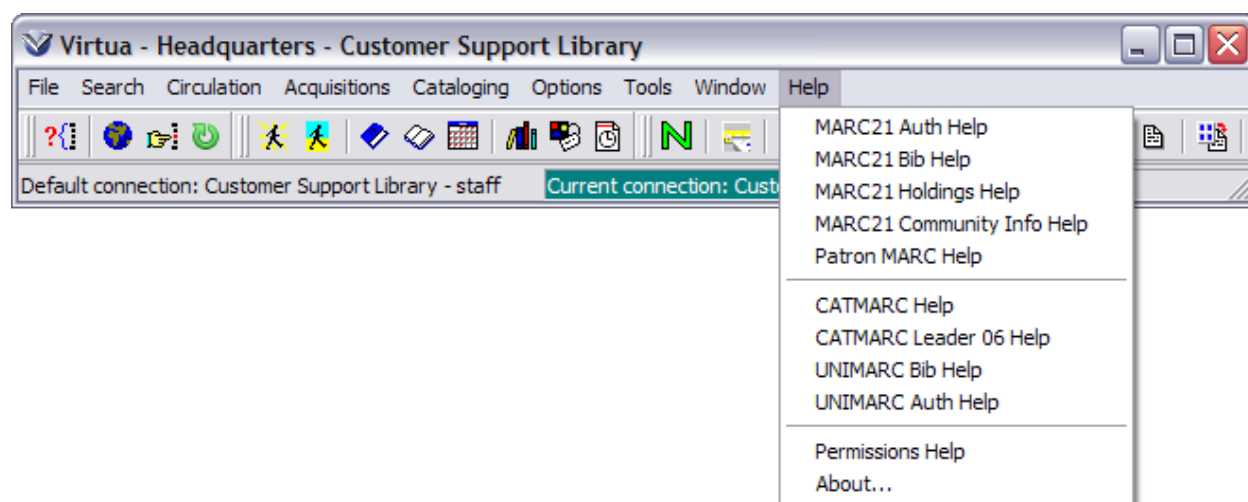 Virtua - Headquarters - Customer Support Library
File Search Circulation Acquisitions Cataloging Options Tools Window Help
?{
N
Default connection: Customer Support Library - staff Current connection:
MARC21 Auth Help
MARC21 Bib Help
MARC21 Holdings Help
MARC21 Community Info Help
Patron MARC Help
CATMARC Help
CATMARC Leader 06 Help
UNIMARC Bib Help
UNIMARC Auth Help
Permissions Help
About...